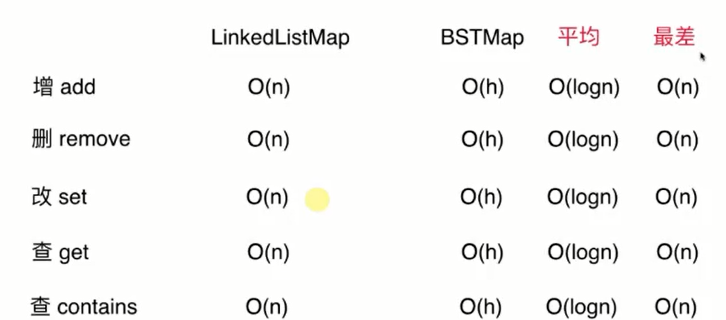 LinkedListMap BSTMap 平均 最差
增 add O(n) O(h) O(logn) O(n)
删 remove O(n) O(h) O(logn) O(n)
改 set O(n) O(h) O(logn) O(n)
查 get O(n) O(h) O(logn) O(n)
查 contains O(n) O(h) O(logn) O(n)